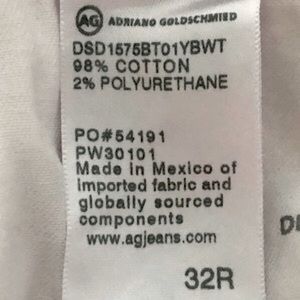 AG ADRIANO GOLDSCHMIED
DSD1575BT01YBWT
98% COTTON
2% POLYURETHANE
PO#54191
PW30101
Made in Mexico of
imported fabric and
globally sourced
components
www.agjeans.com
32R